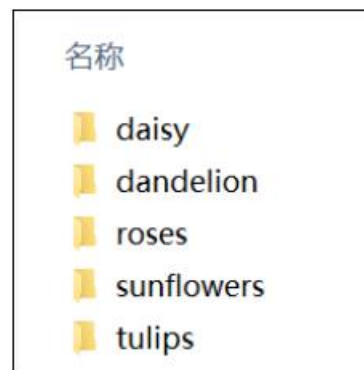 名称
daisy
dandelion
roses
sunflowers
tulips